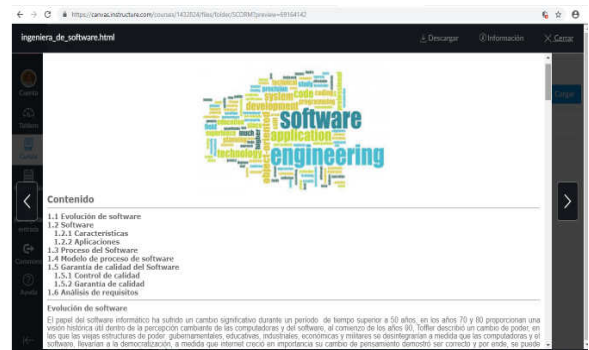 https://canvas.instructure.com/courses/1432024/files/folder/SCORM?preview=69164142
ingeniera_de_software.html
Descargar
Información
Cerrar
Cuenta
Tablero
Cargar
software
engineering
application
technology
development
system
code
coding
programming
study
precision
much
higher
Contenido
1.1 Evolución de software
1.2 Software
1.2.1 Características
1.2.2 Aplicaciones
1.3 Proceso del Software
1.4 Modelo de proceso de software
1.5 Garantía de calidad del Software
1.5.1 Control de calidad
1.5.2 Garantía de calidad
1.6 Análisis de requisitos
Evolución de software
El papel del software informático ha sufrido un cambio significativo durante un periodo de tiempo superior a 50 años, en los años 70 y 80 proporcionan una
visión histórica útil dentro de la percepción cambiante de las computadoras y del software, al comienzo de los años 90, Toffler describió un cambio de poder, en
las que las viejas estructuras de poder gubernamentales, educativas, industriales, económicas y militares se desintegrarían a medida que las computadoras y el
software, llevarían a la democratización, a medida que internet creció en importancia su cambio de pensamiento demostró ser correcto y por ende, se puede
Ayuda